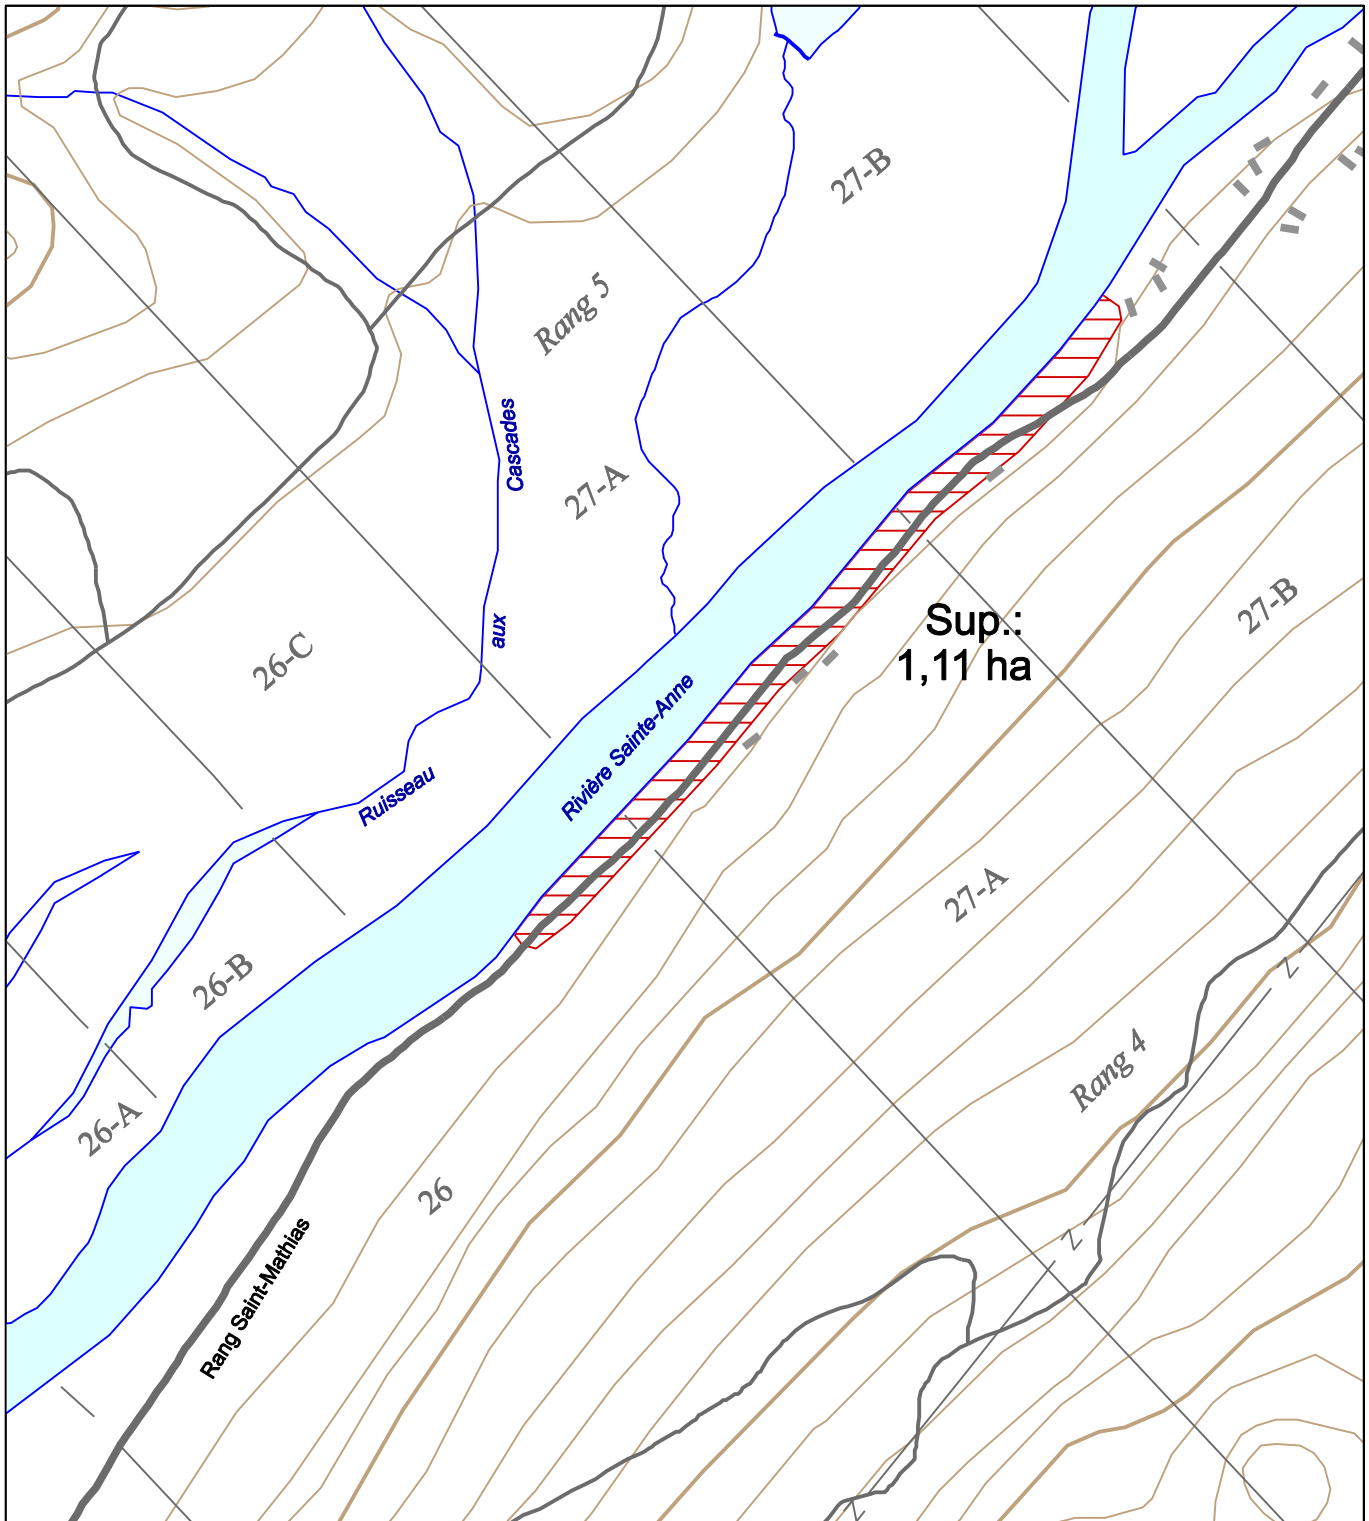 27-B
Rang 5
Cascades
27-A
aux
26-C
Sup.:
1,11 ha
27-B
Rivière Sainte-Anne
Ruisseau
27-A
26-B
Z
Rang 4
26-A
26
Z
Rang Saint-Mathias
Z